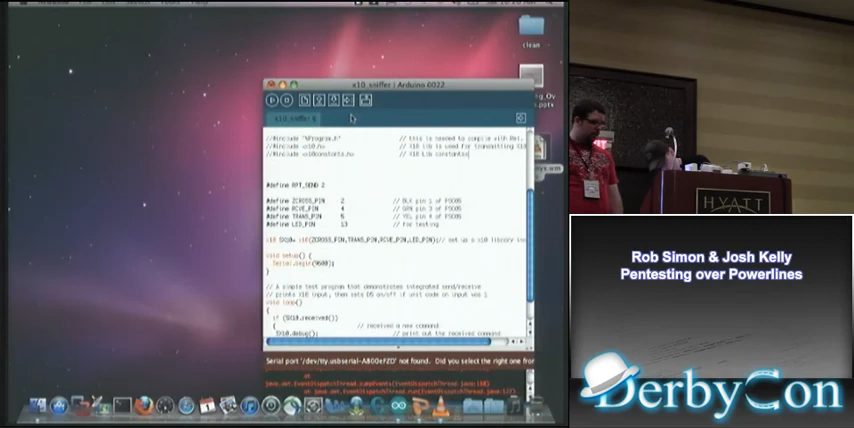 clean
x10_sniffer | Arduino 0022
x10_sniffer §
//#include "WProgram.h" // this is needed to compile with Rel.
//#include <x10.h> // X10 lib is used for transmitting X10
//#include <x10constants.h> // X10 Lib constants
#define RPT_SEND 2
#define ZCROSS_PIN 2 // BLK pin 1 of PSC05
#define RCVE_PIN 4 // GRN pin 3 of PSC05
#define TRANS_PIN 5 // YEL pin 4 of PSC05
#define LED_PIN 13 // for testing
x10 SX10= x10(ZCROSS_PIN,TRANS_PIN,RCVE_PIN,LED_PIN);// set up a x10 library ins
void setup() {
Serial.begin(9600);
}
// A simple test program that demonstrates integrated send/receive
// prints X10 input, then sets D5 on/off if unit code on input was 1
void loop()
{
if (SX10.received())
{ // received a new command
SX10.debug(); // print out the received command
Serial port '/dev/tty.usbserial-A800eFZO' not found. Did you select the right one from
at
java.awt.EventDispatchThread.pumpEvents(EventDispatchThread.java:160)
at java.awt.EventDispatchThread.run(EventDispatchThread.java:127)
HYATT
Rob Simon & Josh Kelly
Pentesting over Powerlines
DerbyCon